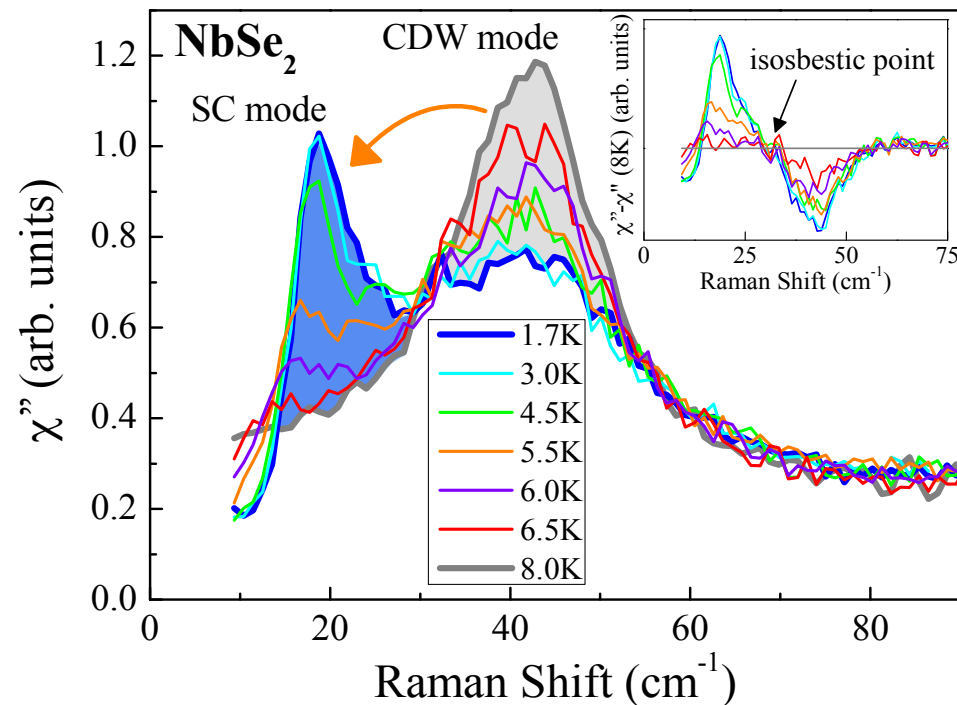 NbSe₂
CDW mode
SC mode
1.2
1.0
0.8
0.6
0.4
0.2
0.0
0
20
40
60
80
χ’’ (arb. units)
Raman Shift (cm⁻¹)
1.7K
3.0K
4.5K
5.5K
6.0K
6.5K
8.0K
isosbestic point
χ’’-χ’’ (8K) (arb. units)
0
25
50
75
Raman Shift (cm⁻¹)